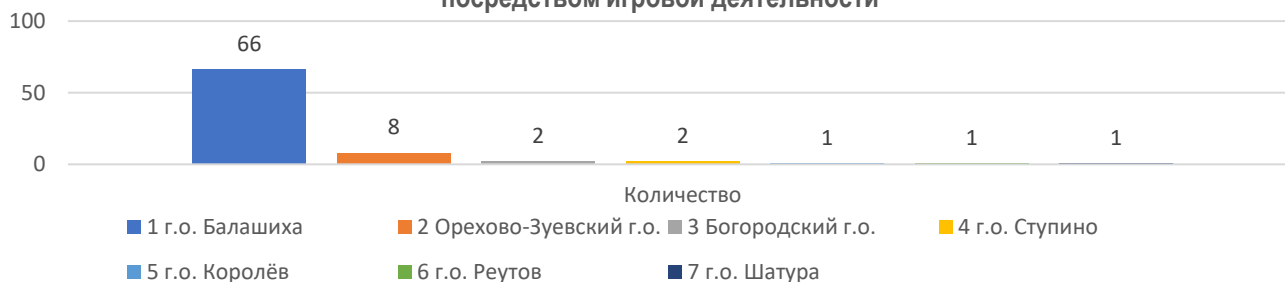 посредством игровой деятельности
100
66
50
8
2
2
1
1
1
0
Количество
1 г.о. Балашиха
2 Орехово-Зуевский г.о.
3 Богородский г.о.
4 г.о. Ступино
5 г.о. Королёв
6 г.о. Реутов
7 г.о. Шатура